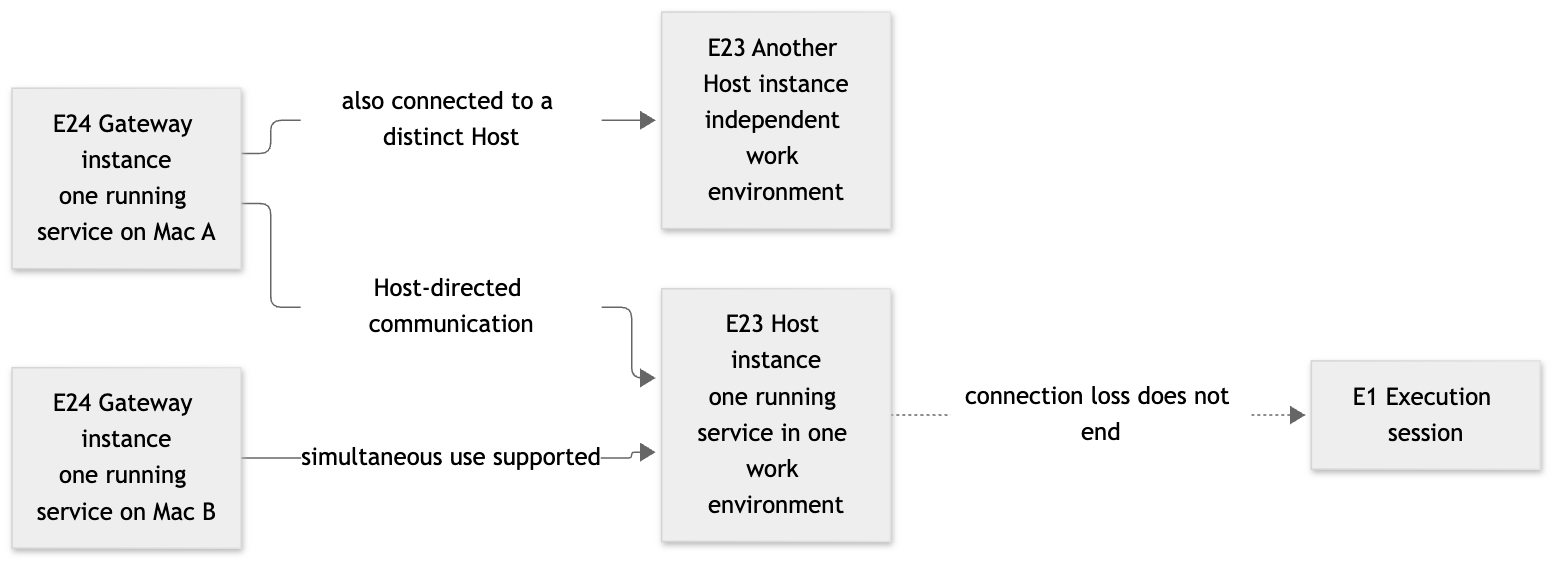 E24 Gateway
instance
one running
service on Mac A
also connected to a
distinct Host
E23 Another
Host instance
independent
work
environment
Host-directed
communication
E24 Gateway
instance
one running
service on Mac B
simultaneous use supported
E23 Host
instance
one running
service in one
work
environment
connection loss does not
end
E1 Execution
session